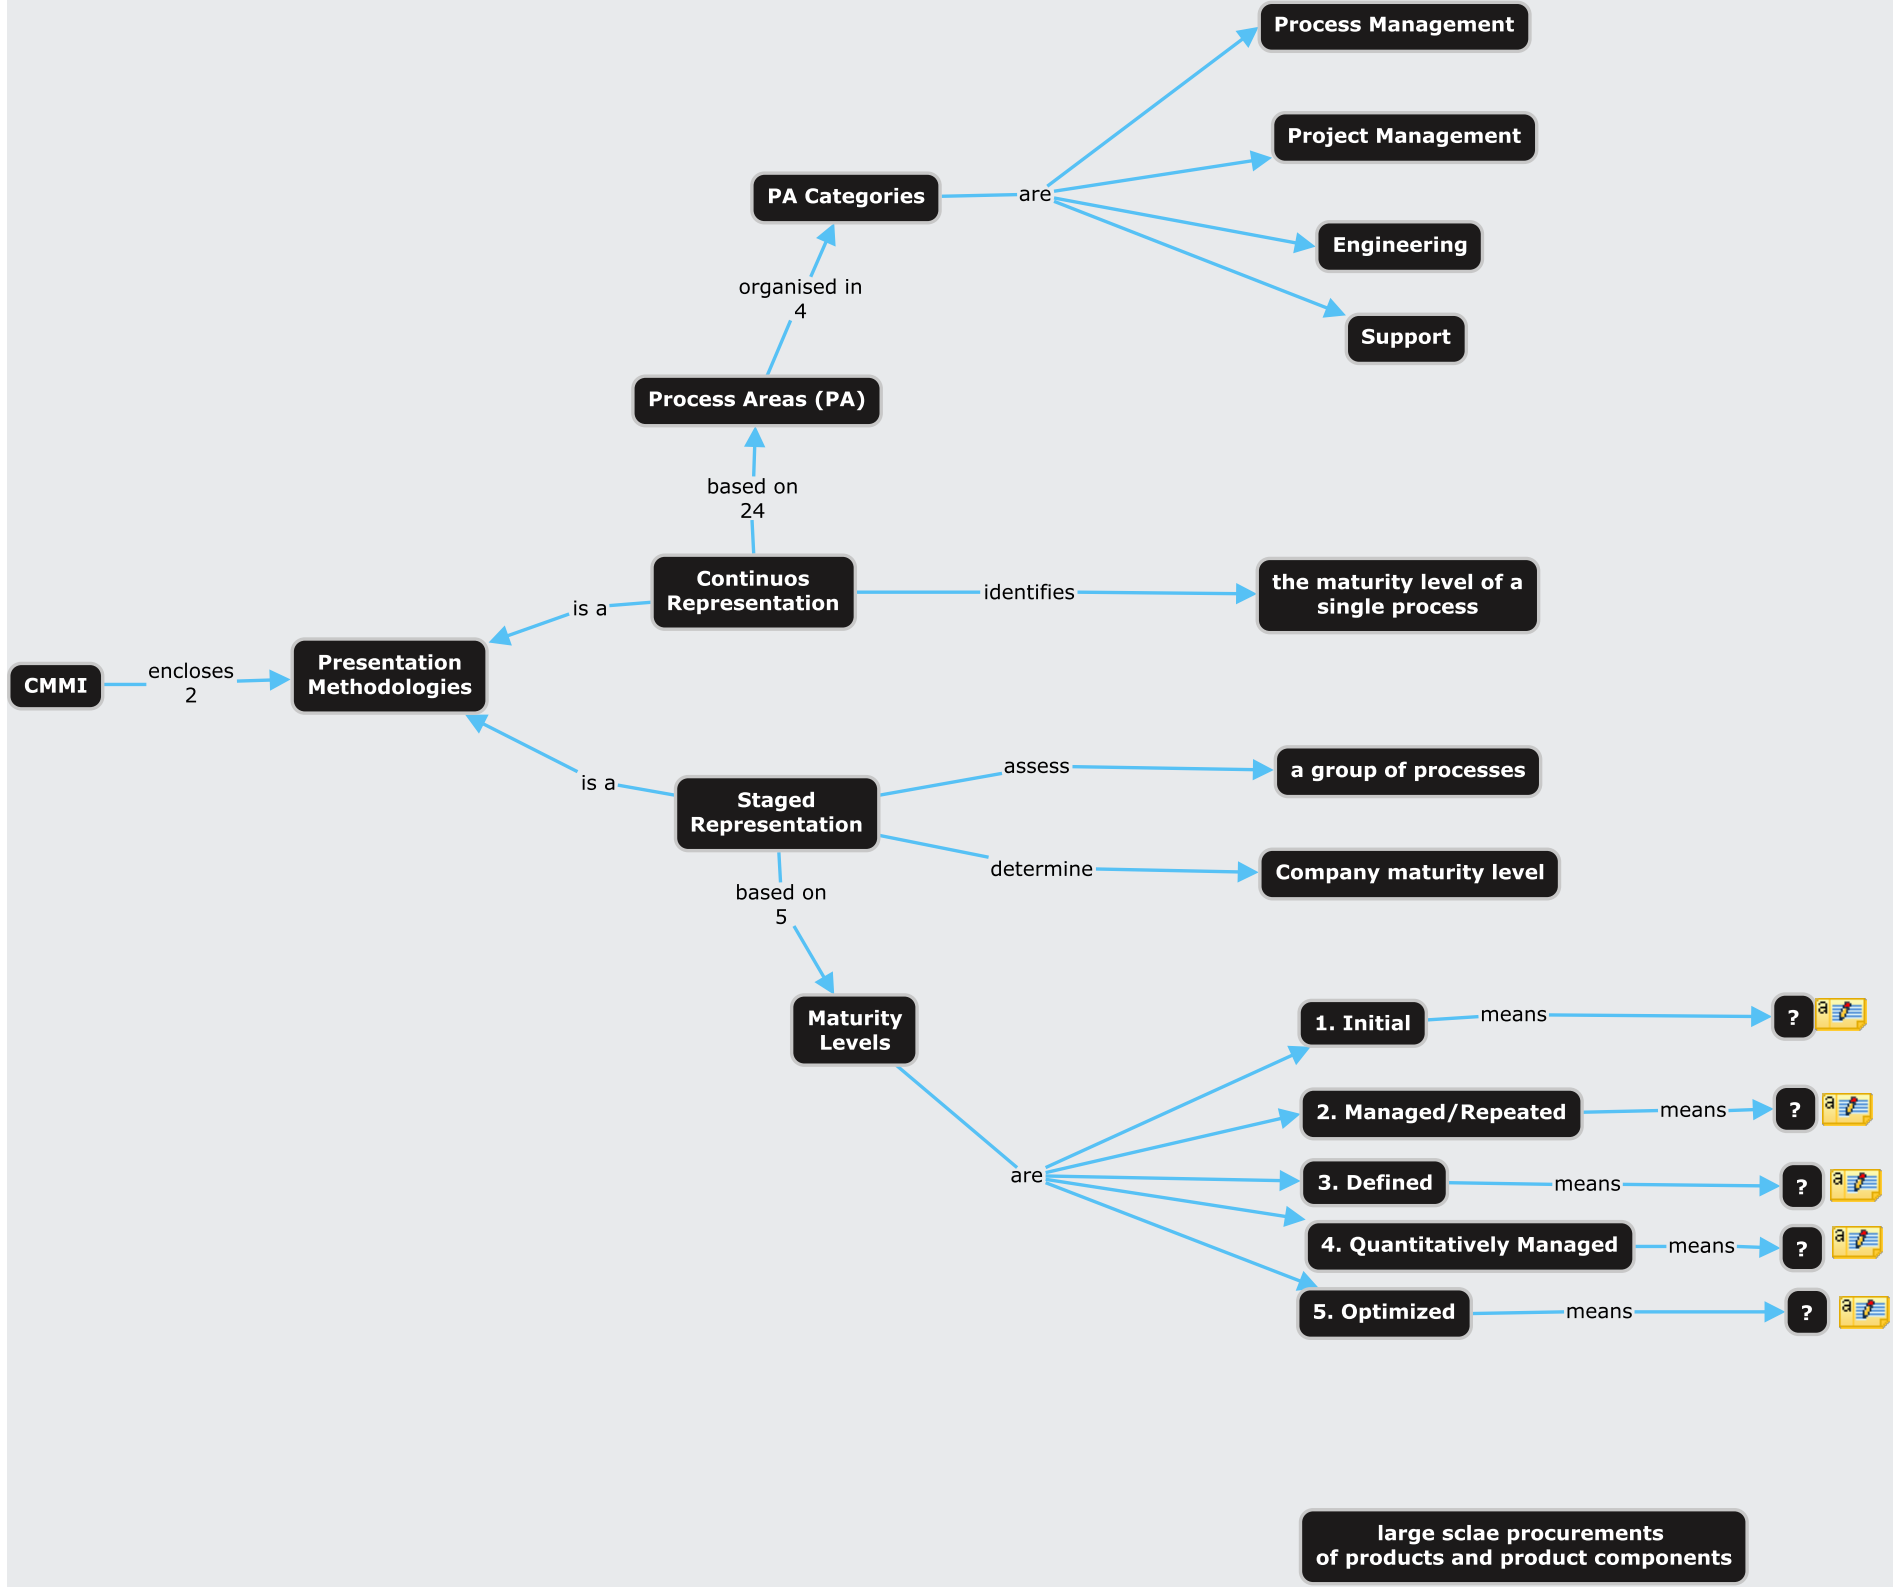 Process Management
Project Management
PA Categories
are
Engineering
organised in
4
Support
Process Areas (PA)
based on
24
Continuos
Representation
identifies
the maturity level of a
single process
is a
CMMI
encloses
2
Presentation
Methodologies
is a
Staged
Representation
assess
a group of processes
determine
Company maturity level
based on
5
Maturity
Levels
are
1. Initial
means
?
a
2. Managed/Repeated
means
?
a
3. Defined
means
?
a
4. Quantitatively Managed
means
?
a
5. Optimized
means
?
a
large sclae procurements
of products and product components